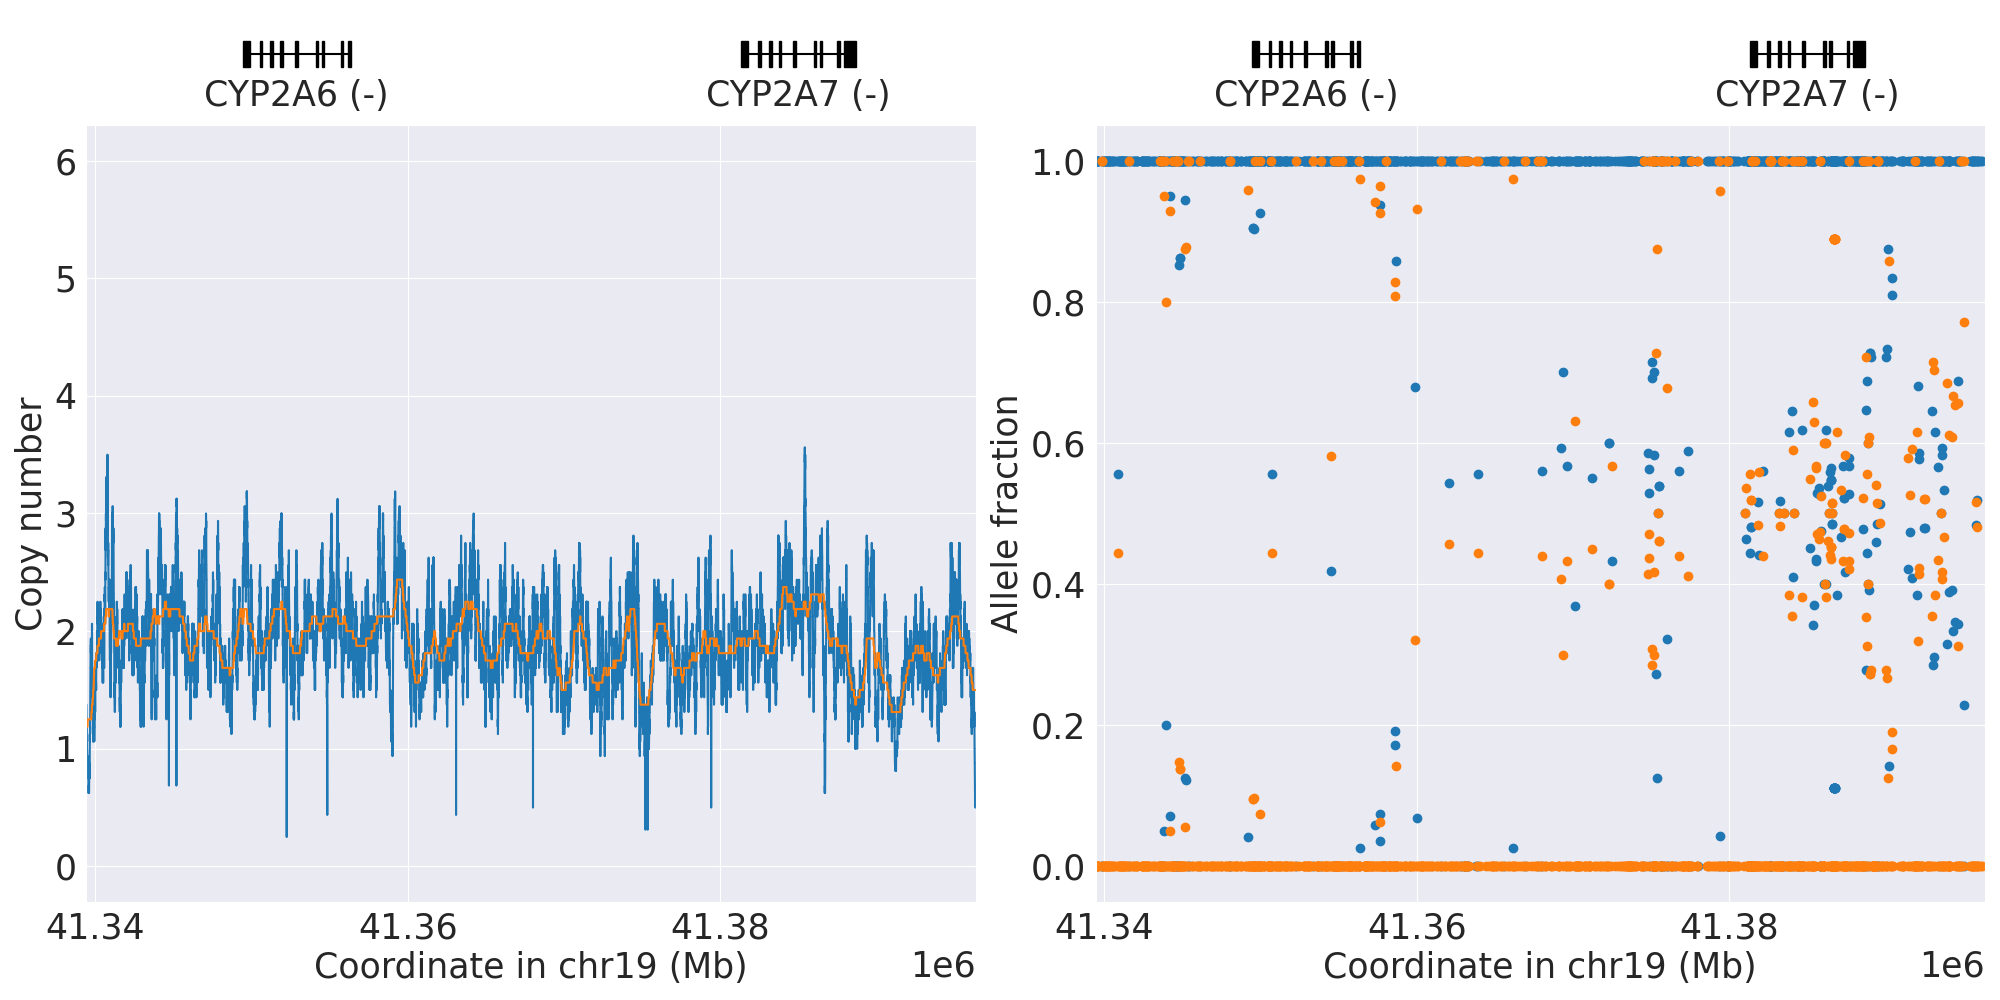 CYP2A6 (-) CYP2A7 (-) CYP2A6 (-) CYP2A7 (-)
6 1.0
5 0.8
4 0.6
3 0.4
2 0.2
1 0.0
0
Copy number
Allele fraction
41.34 41.36 41.38 41.34 41.36 41.38
Coordinate in chr19 (Mb) 1e6 Coordinate in chr19 (Mb) 1e6